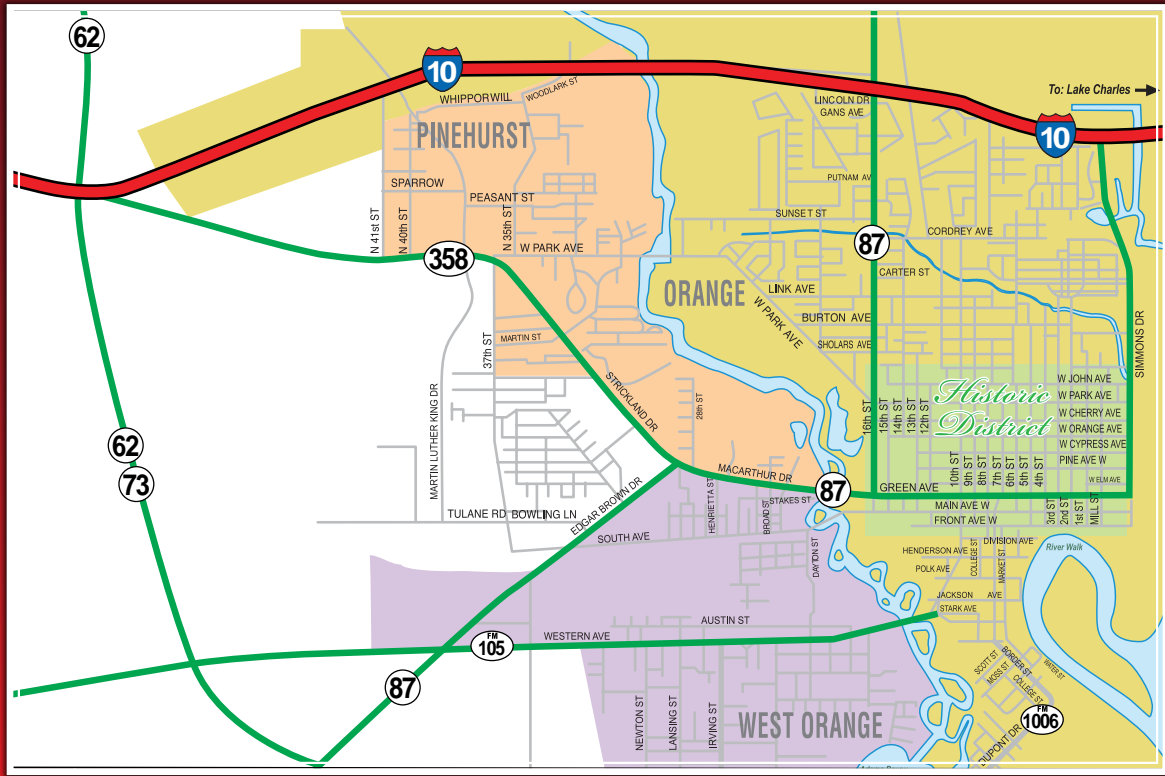 62
10
To: Lake Charles
WOODLARK ST
WHIPPORWILL
LINCOLN DR
GANS AVE
10
PINEHURST
PUTNAM AV
SPARROW
PEASANT ST
SUNSET ST
N 41st ST
N 40th ST
N 35th ST
CORDREY AVE
W PARK AVE
87
358
CARTER ST
ORANGE
LINK AVE
W PARK AVE
BURTON AVE
SIMMONS DR
MARTIN ST
SHOLARS AVE
37th ST
STRICKLAND DR
W JOHN AVE
Historic
District
W PARK AVE
28th ST
16th ST
15th ST
14th ST
13th ST
12th ST
W CHERRY AVE
W ORANGE AVE
MARTIN LUTHER KING DR
W CYPRESS AVE
62
PINE AVE W
10th ST
9th ST
8th ST
7th ST
6th ST
5th ST
4th ST
73
MACARTHUR DR
W ELM AVE
87
GREEN AVE
HENRIETTA ST
BROAD ST
STAKES ST
MAIN AVE W
3rd ST
2nd ST
1st ST
MILL ST
TULANE RD
BOWLING LN
EDGAR BROWN DR
FRONT AVE W
SOUTH AVE
DAYTON ST
DIVISION AVE
COLLEGE ST
MARKET ST
HENDERSON AVE
River Walk
POLK AVE
JACKSON AVE
STARK AVE
AUSTIN ST
WESTERN AVE
FM
105
SCOTT ST
MOSS ST
BORDER ST
WATER ST
COLLEGE ST
87
NEWTON ST
LANSING ST
IRVING ST
WEST ORANGE
FM
1006
DUPONT DR